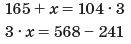 165 + x = 104 · 3
3 · x = 568 − 241